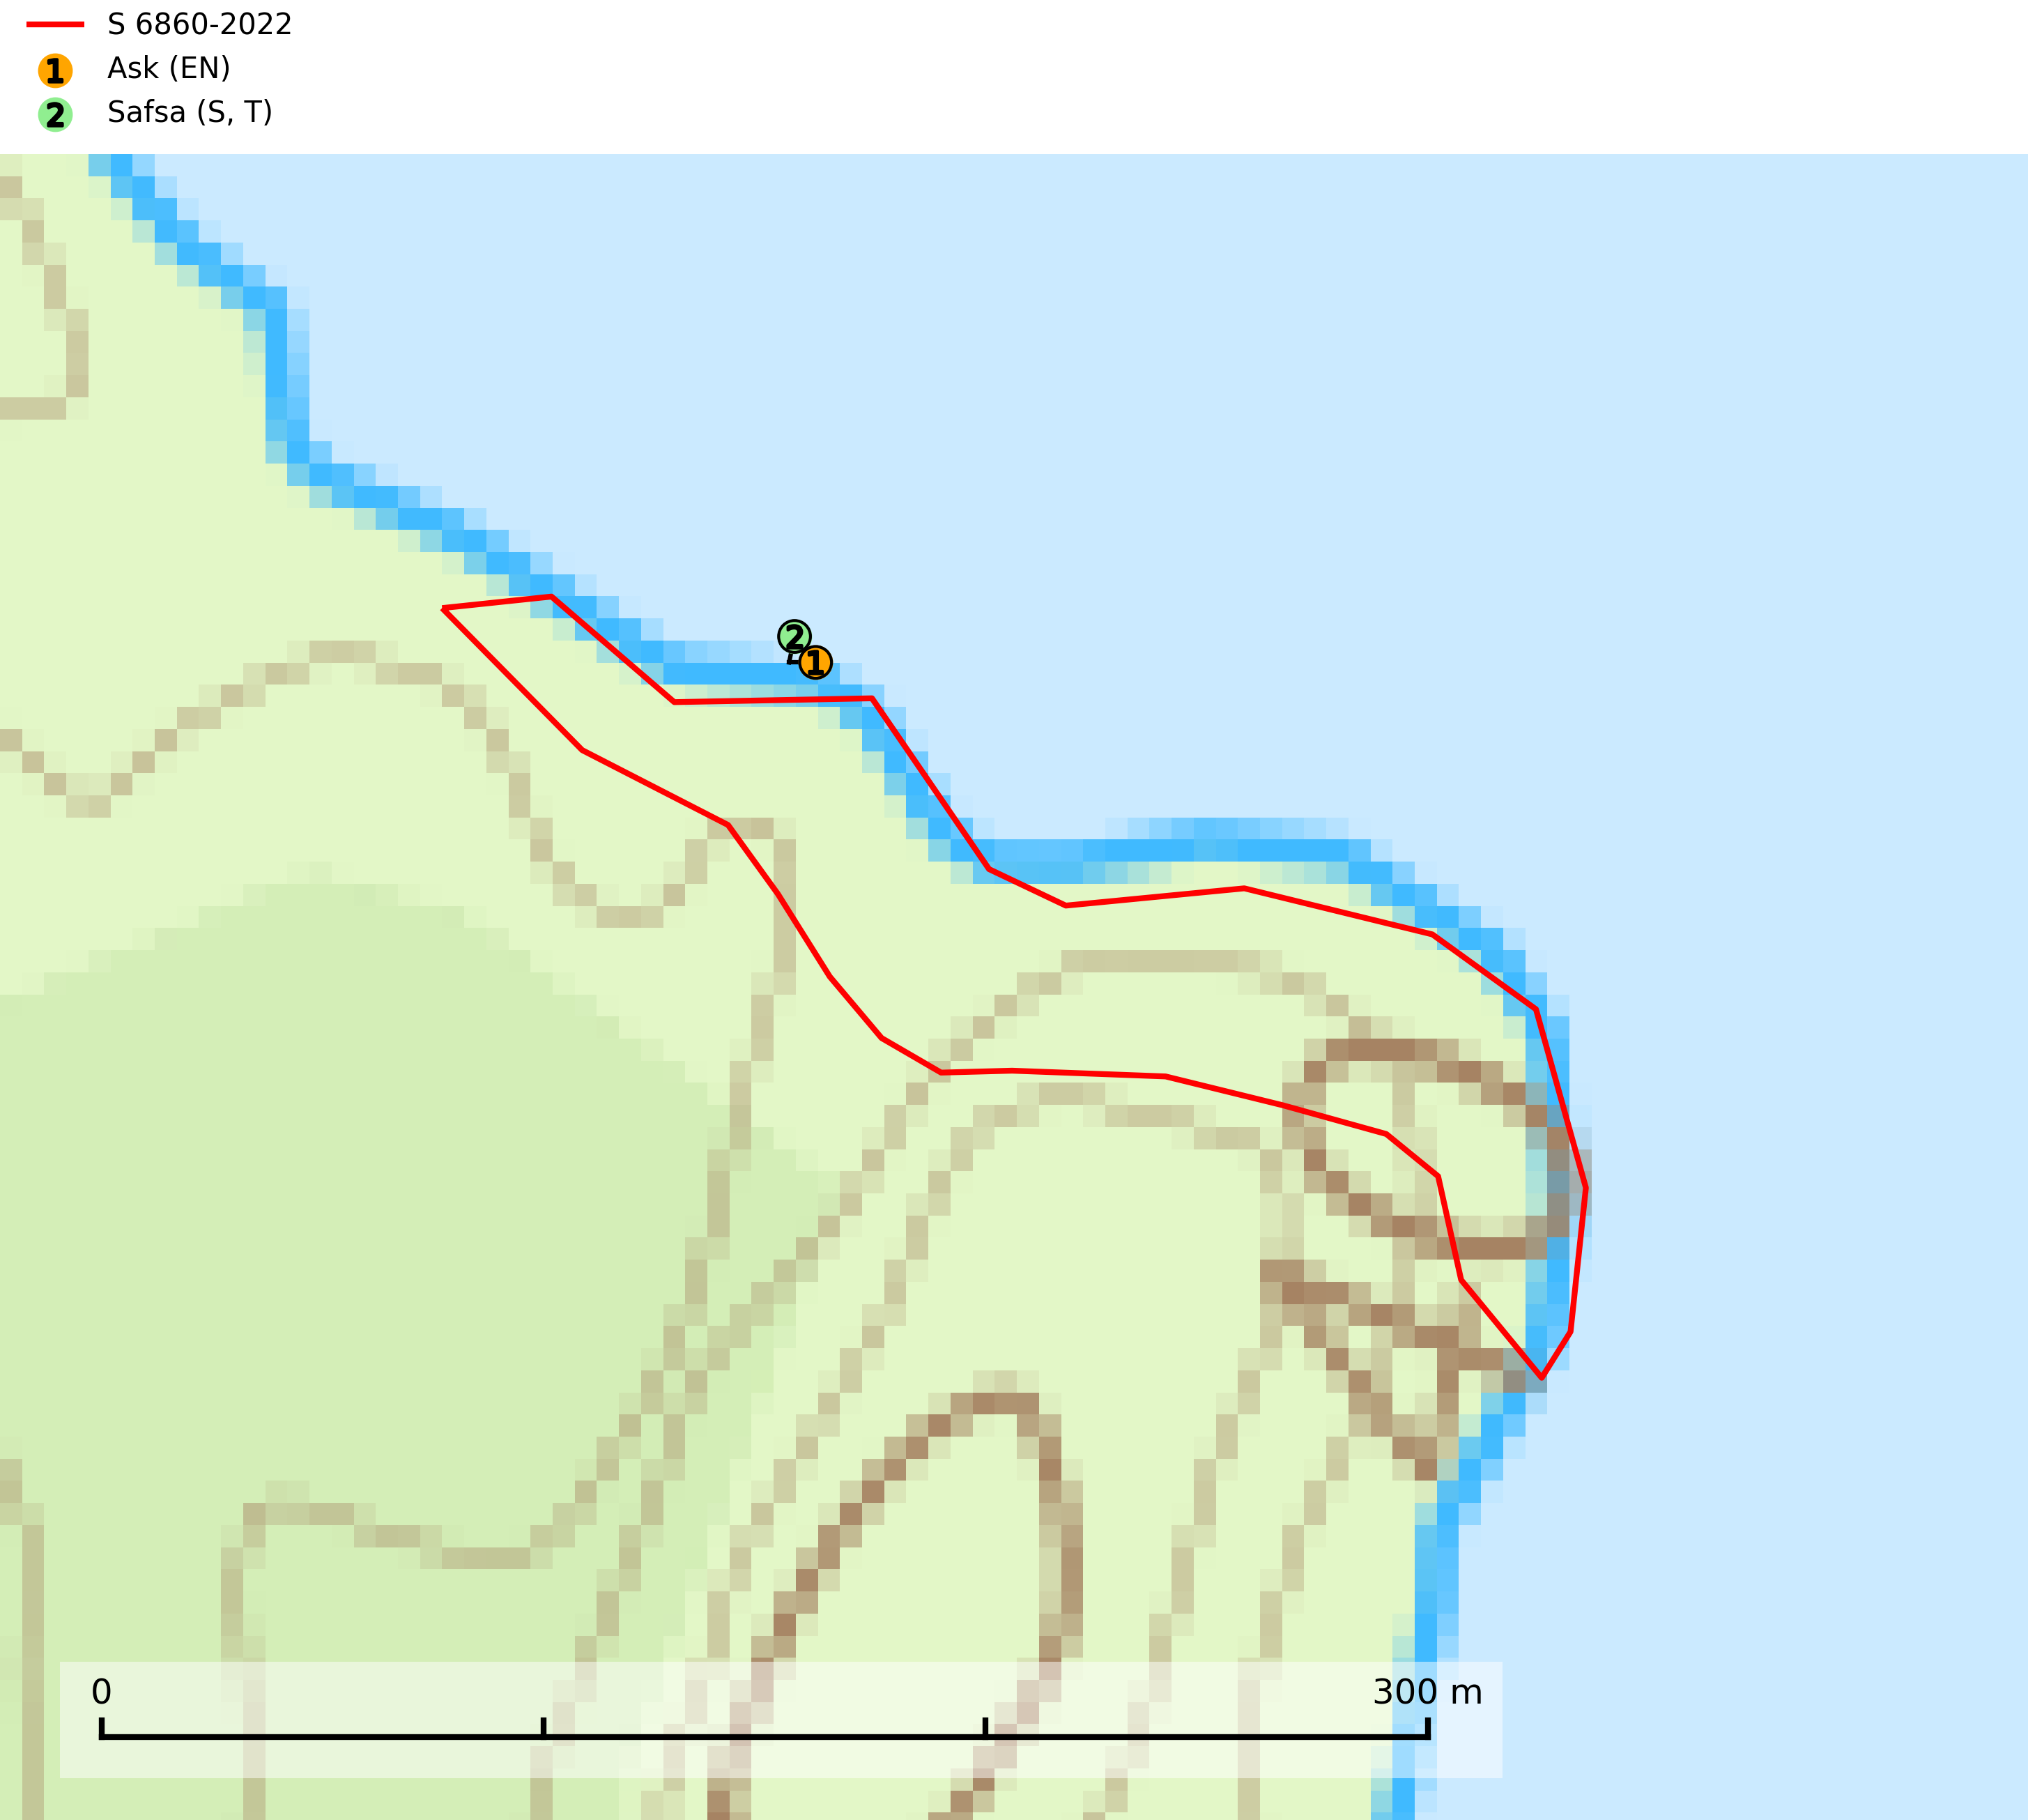 S 6860-2022
1 Ask (EN)
2 Safsa (S, T)
2
1
0 300 m